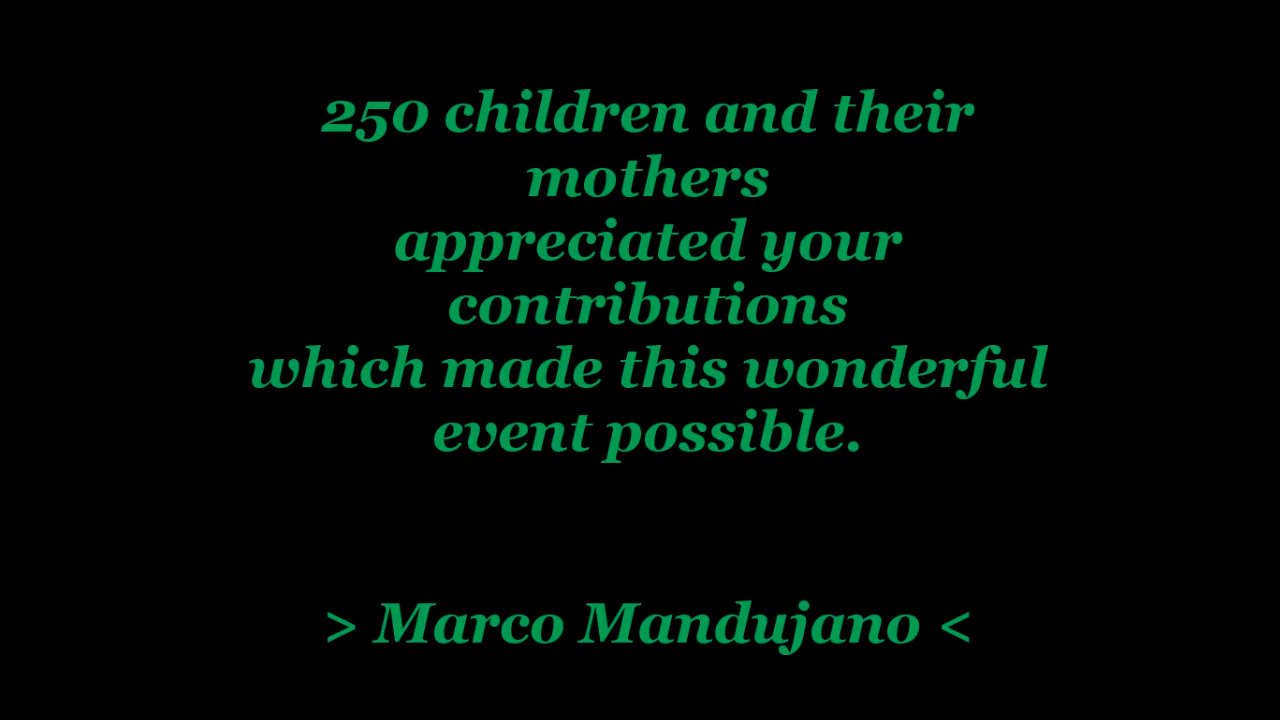 250 children and their
mothers
appreciated your
contributions
which made this wonderful
event possible.
> Marco Mandujano <